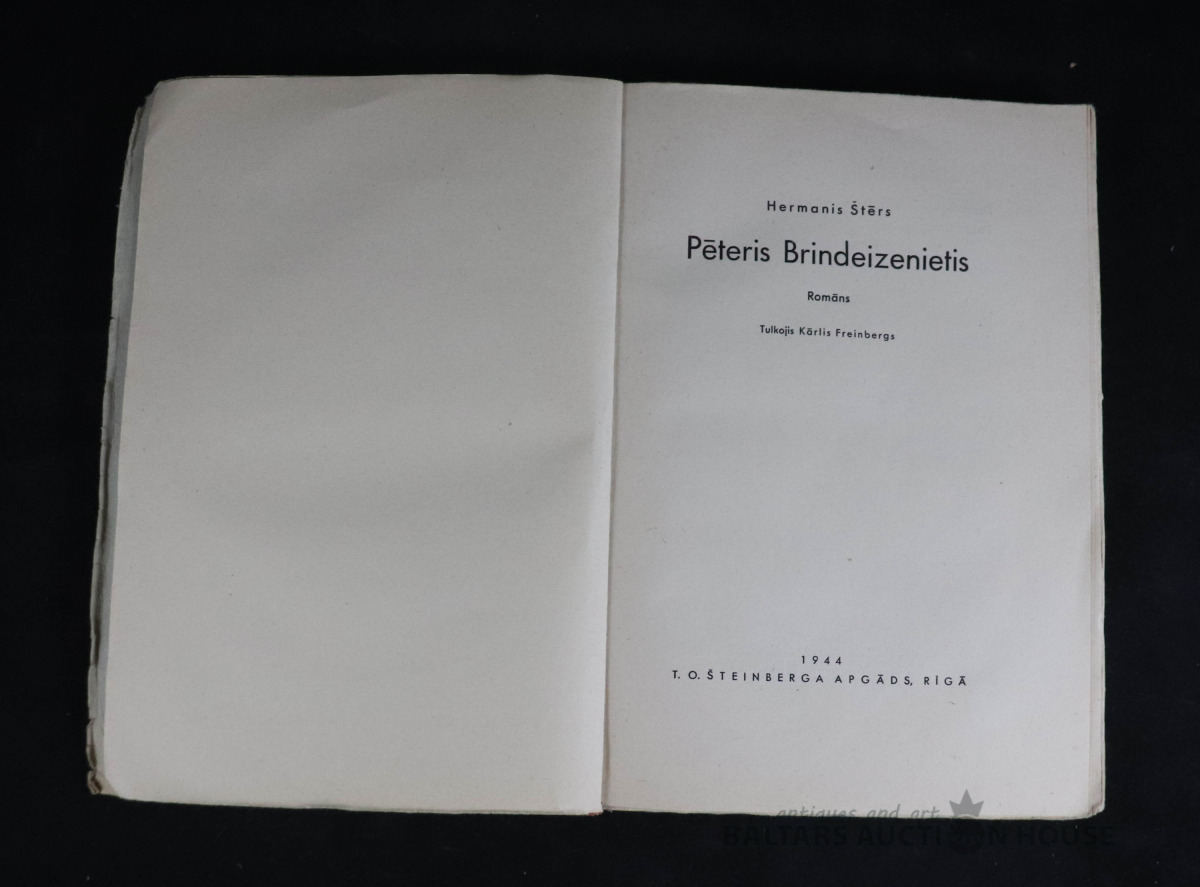 Hermanis Štērs
Pēteris Brindeizenietis
Romāns
Tulkojis Kārlis Freinbergs
1944
T. O. ŠTEINBERGA APGĀDS, RĪGĀ
antiques and art
BALTARS AUCTION HOUSE